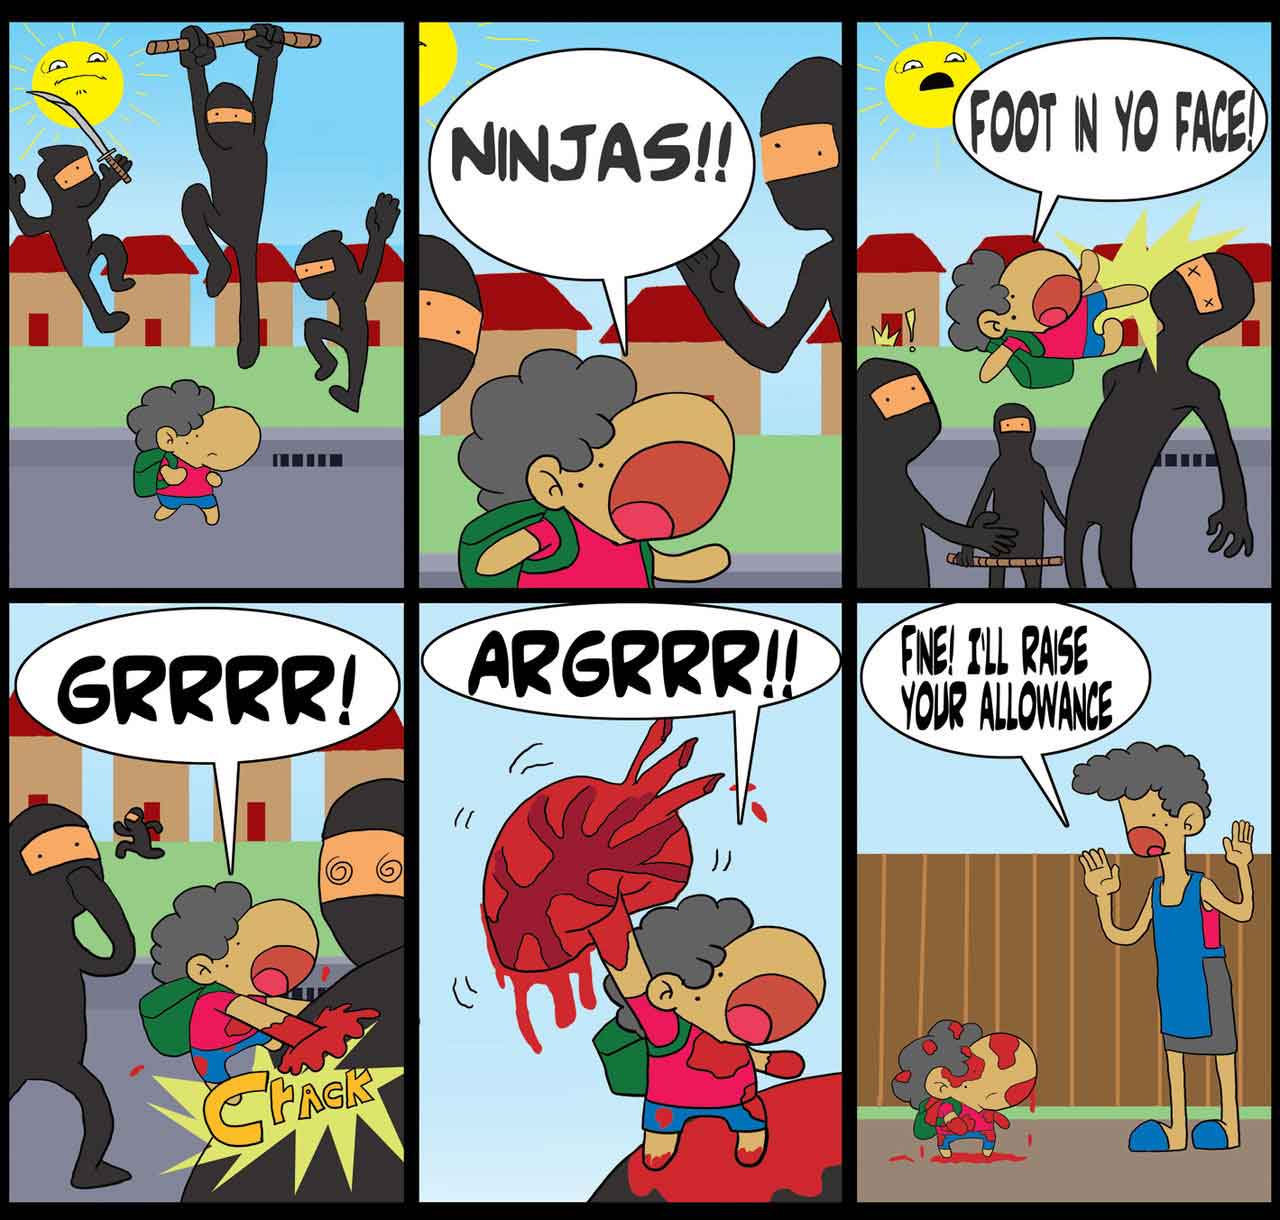 NINJAS!!
FOOT IN YO FACE!
!
GRRRR!
CRACK
ARGRRR!!
FINE! I'LL RAISE
YOUR ALLOWANCE